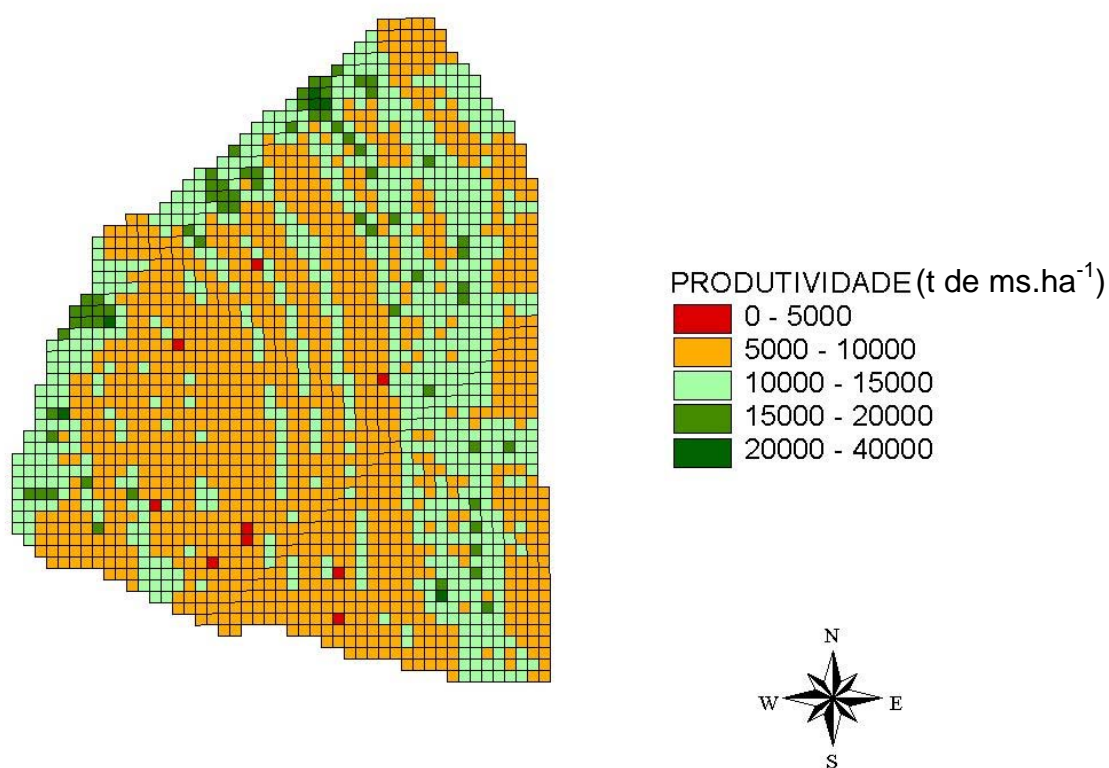 PRODUTIVIDADE (t de ms.ha⁻¹)
0 - 5000
5000 - 10000
10000 - 15000
15000 - 20000
20000 - 40000
N
W E
S